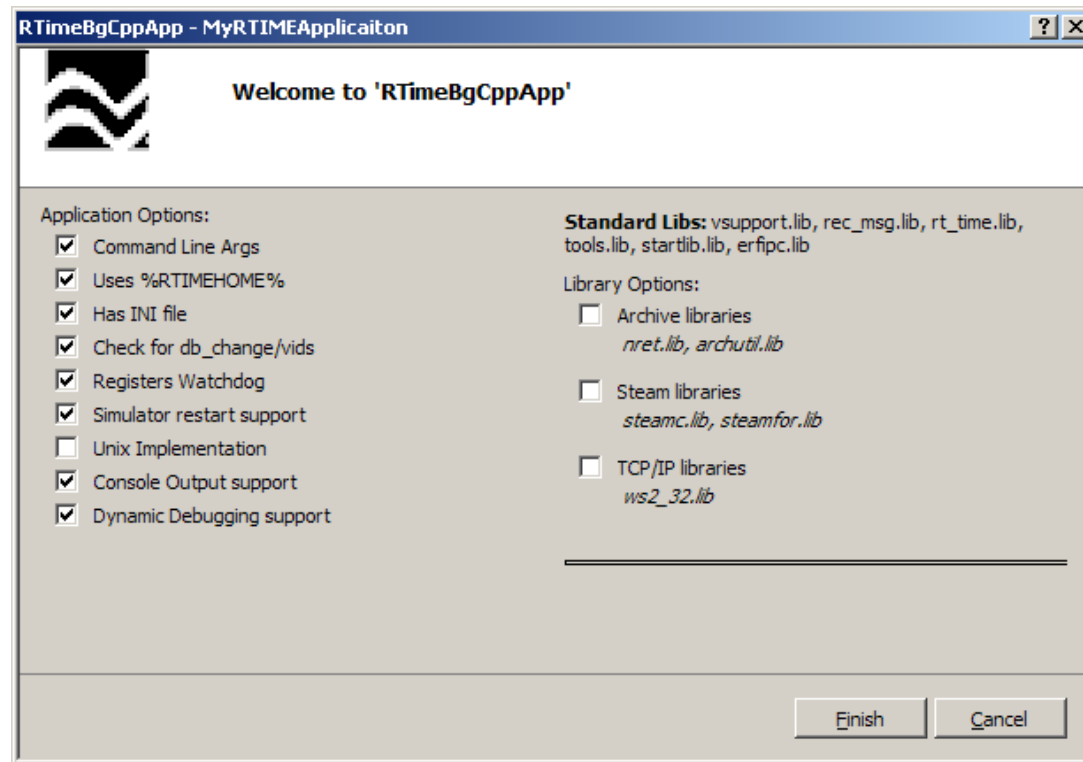 RTimeBgCppApp - MyRTIMEApplicaiton
Welcome to 'RTimeBgCppApp'
Application Options:
Command Line Args
Uses %RTIMEHOME%
Has INI file
Check for db_change/vids
Registers Watchdog
Simulator restart support
Unix Implementation
Console Output support
Dynamic Debugging support
Standard Libs: vsupport.lib, rec_msg.lib, rt_time.lib,
tools.lib, startlib.lib, erfipc.lib
Library Options:
Archive libraries
nret.lib, archutil.lib
Steam libraries
steamc.lib, steamfor.lib
TCP/IP libraries
ws2_32.lib
Finish
Cancel